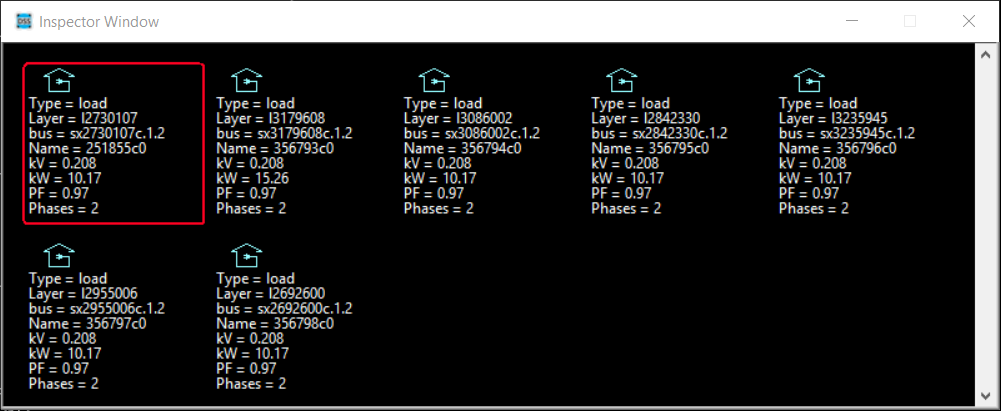 DSS
Inspector Window
Type = load
Layer = l2730107
bus = sx2730107c.1.2
Name = 251855c0
kV = 0.208
kW = 10.17
PF = 0.97
Phases = 2
Type = load
Layer = l3179608
bus = sx3179608c.1.2
Name = 356793c0
kV = 0.208
kW = 15.26
PF = 0.97
Phases = 2
Type = load
Layer = l3086002
bus = sx3086002c.1.2
Name = 356794c0
kV = 0.208
kW = 10.17
PF = 0.97
Phases = 2
Type = load
Layer = l2842330
bus = sx2842330c.1.2
Name = 356795c0
kV = 0.208
kW = 10.17
PF = 0.97
Phases = 2
Type = load
Layer = l3235945
bus = sx3235945c.1.2
Name = 356796c0
kV = 0.208
kW = 10.17
PF = 0.97
Phases = 2
Type = load
Layer = l2955006
bus = sx2955006c.1.2
Name = 356797c0
kV = 0.208
kW = 10.17
PF = 0.97
Phases = 2
Type = load
Layer = l2692600
bus = sx2692600c.1.2
Name = 356798c0
kV = 0.208
kW = 10.17
PF = 0.97
Phases = 2